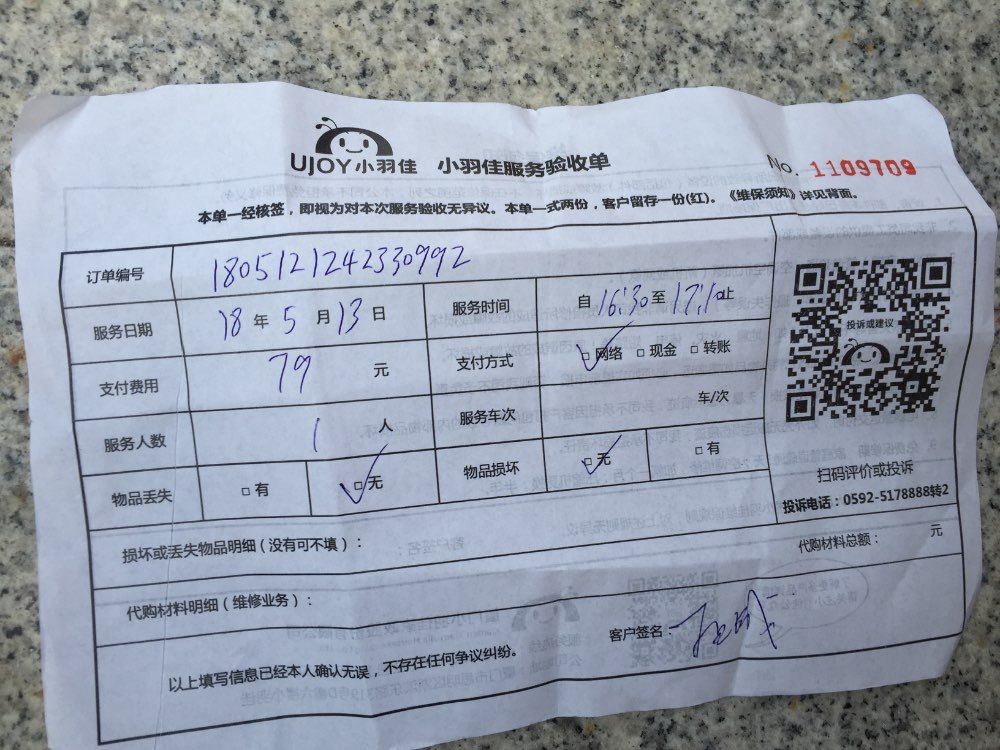 UJOY小羽佳 小羽佳服务验收单 No. 1109709
本单一经核签，即视为对本次服务验收无异议。本单一式两份，客户留存一份(红)。《维保须知》详见背面。
订单编号 1805121242330992
服务日期 18 年 5 月 13 日 服务时间 自 16:30 至 17:10 止
支付费用 79 元 支付方式 □网络 □现金 □转账
服务人数 1 人 服务车次 车/次
物品丢失 □有 □无 物品损坏 □无 □有
投诉或建议
扫码评价或投诉
投诉电话：0592-5178888转2
损坏或丢失物品明细（没有可不填）：
代购材料总额： 元
代购材料明细（维修业务）：
客户签名：
以上填写信息已经本人确认无误，不存在任何争议纠纷。